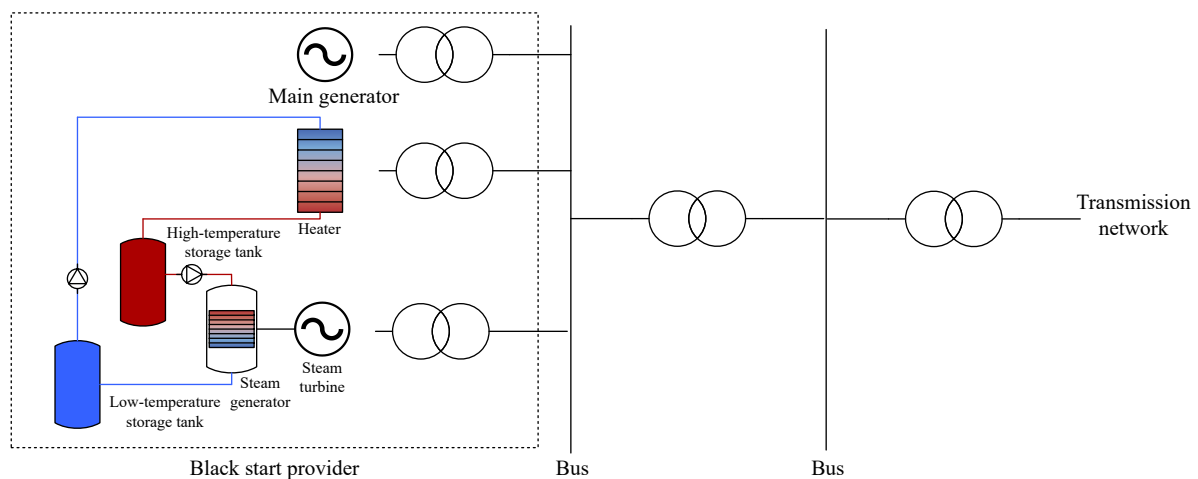 Main generator
Heater
High-temperature
storage tank
Transmission
network
Steam
turbine
Steam
generator
Low-temperature
storage tank
Black start provider
Bus
Bus